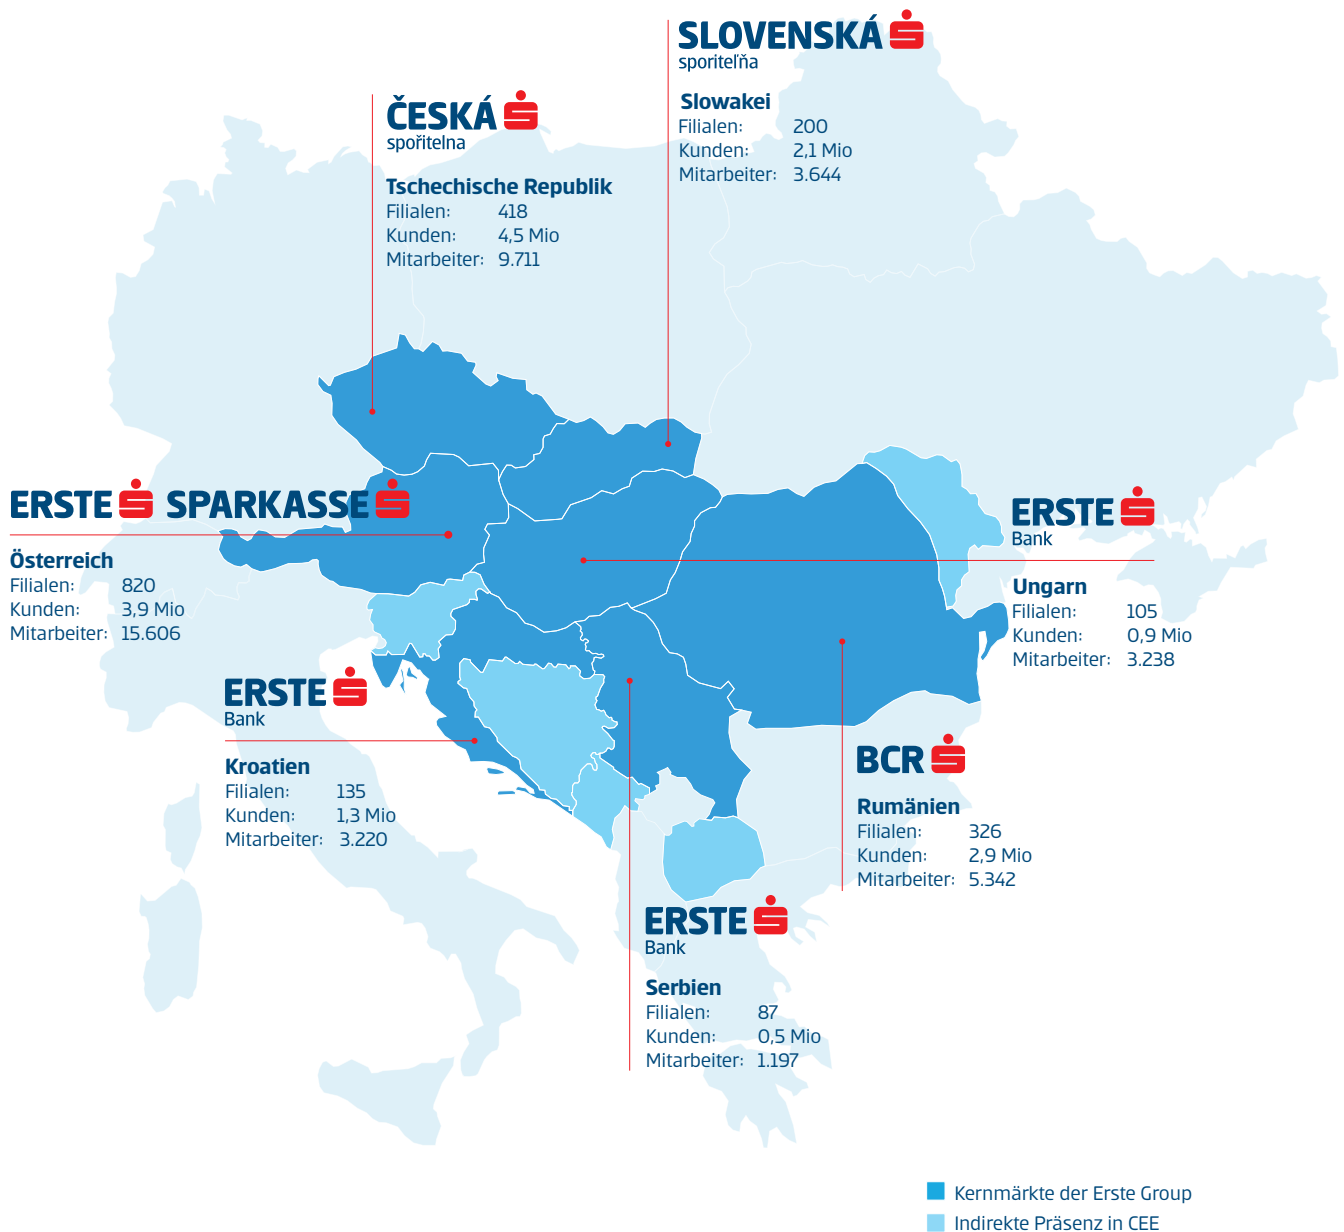 SLOVENSKÁ
sporiteľňa
Slowakei
Filialen: 200
Kunden: 2,1 Mio
Mitarbeiter: 3.644
ČESKÁ
spořitelna
Tschechische Republik
Filialen: 418
Kunden: 4,5 Mio
Mitarbeiter: 9.711
ERSTE SPARKASSE
Österreich
Filialen: 820
Kunden: 3,9 Mio
Mitarbeiter: 15.606
ERSTE
Bank
Ungarn
Filialen: 105
Kunden: 0,9 Mio
Mitarbeiter: 3.238
ERSTE
Bank
Kroatien
Filialen: 135
Kunden: 1,3 Mio
Mitarbeiter: 3.220
BCR
Rumänien
Filialen: 326
Kunden: 2,9 Mio
Mitarbeiter: 5.342
ERSTE
Bank
Serbien
Filialen: 87
Kunden: 0,5 Mio
Mitarbeiter: 1.197
Kernmärkte der Erste Group
Indirekte Präsenz in CEE